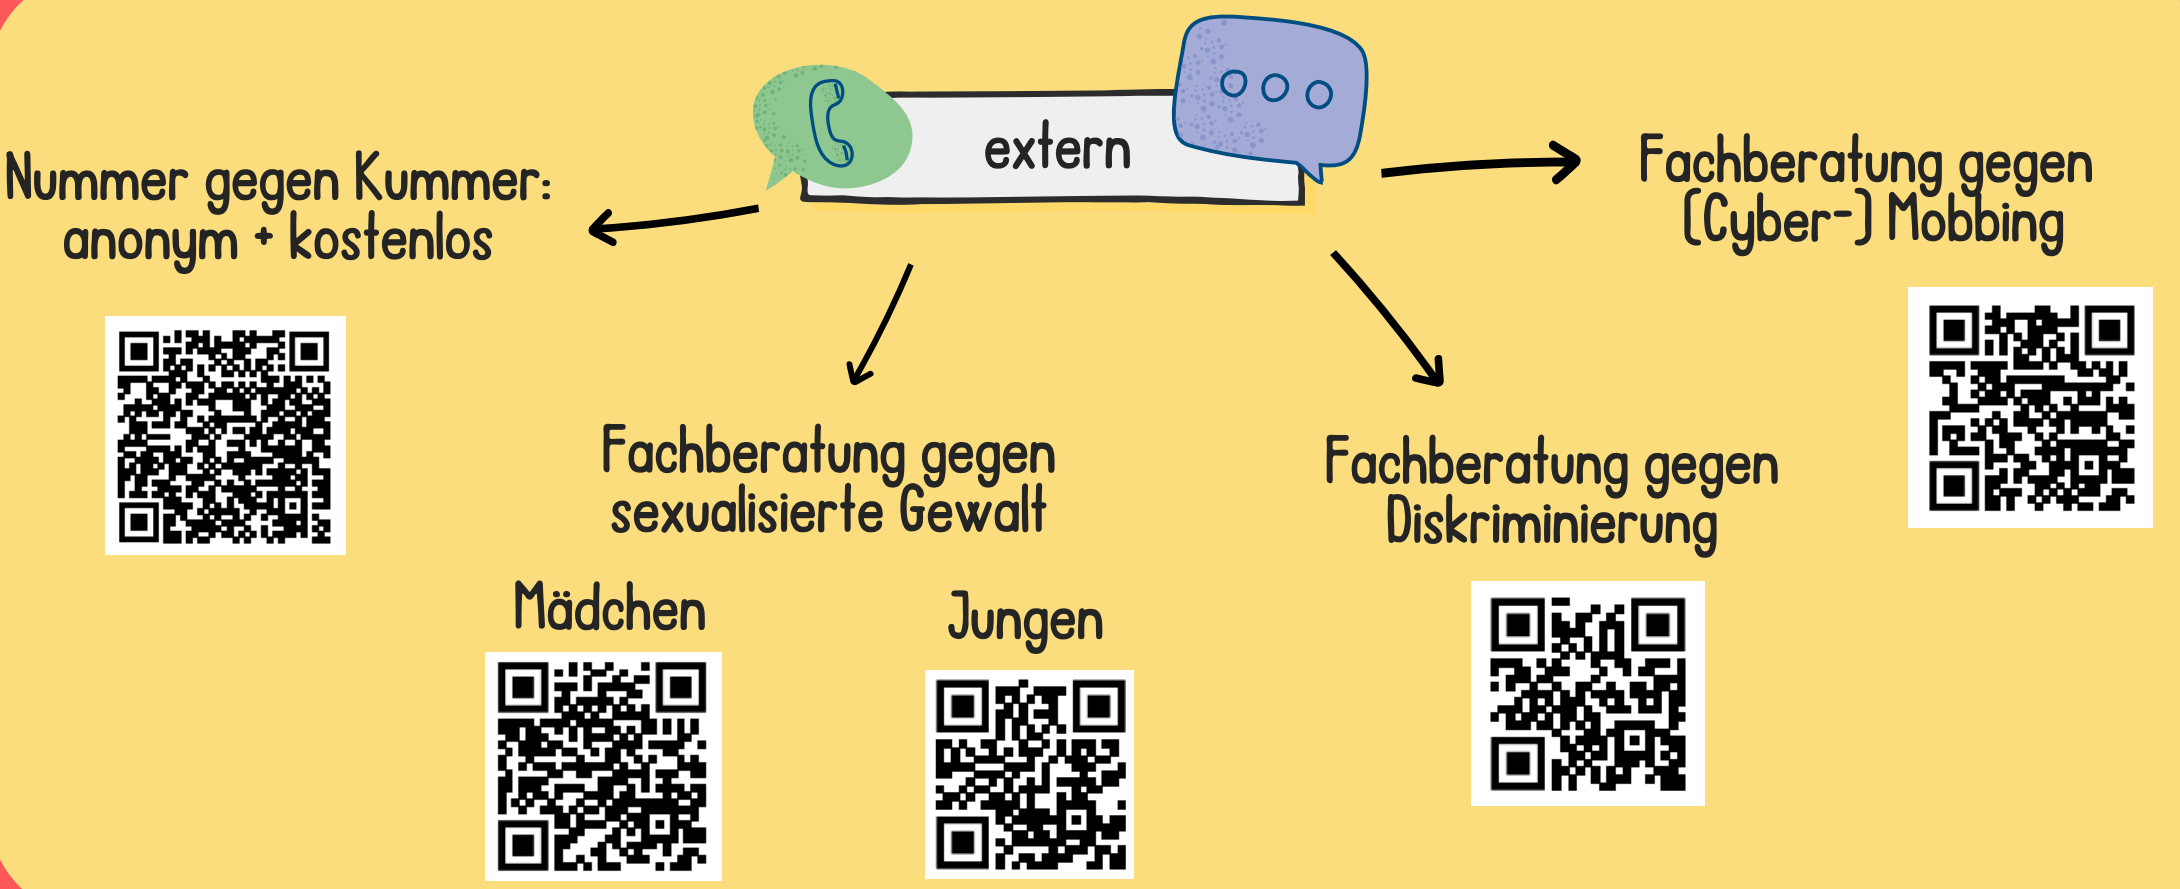 extern
Nummer gegen Kummer:
anonym + kostenlos
Fachberatung gegen
sexualisierte Gewalt
Mädchen
Jungen
Fachberatung gegen
Diskriminierung
Fachberatung gegen
(Cyber-) Mobbing